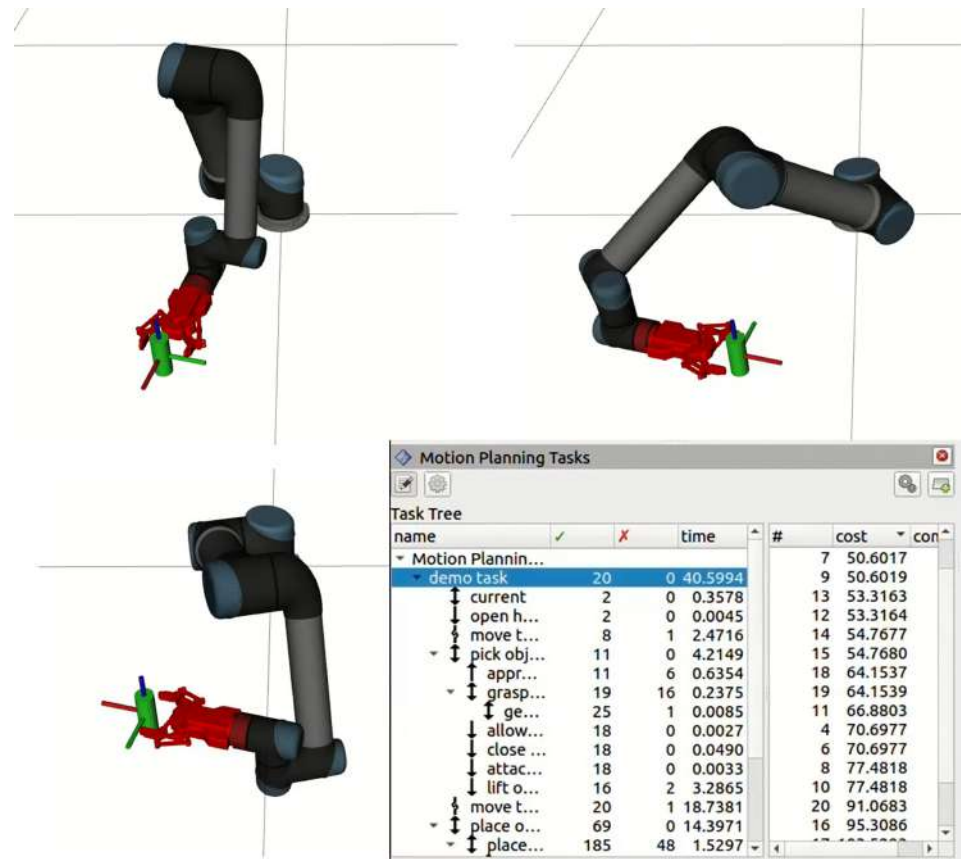 Motion Planning Tasks
Task Tree
name ✓ ✗ time # cost con
Motion Plannin... 7 50.6017
demo task 20 0 40.5994 9 50.6019
current 2 0 0.3578 13 53.3163
open h... 2 0 0.0045 12 53.3164
move t... 8 1 2.4716 14 54.7677
pick obj... 11 0 4.2149 15 54.7680
appr... 11 6 0.6354 18 64.1537
grasp... 19 16 0.2375 19 64.1539
ge... 25 1 0.0085 11 66.8803
allow... 18 0 0.0027 4 70.6977
close ... 18 0 0.0490 6 70.6977
attac... 18 0 0.0033 8 77.4818
lift o... 16 2 3.2865 10 77.4818
move t... 20 1 18.7381 20 91.0683
place o... 69 0 14.3971 16 95.3086
place... 185 48 1.5297